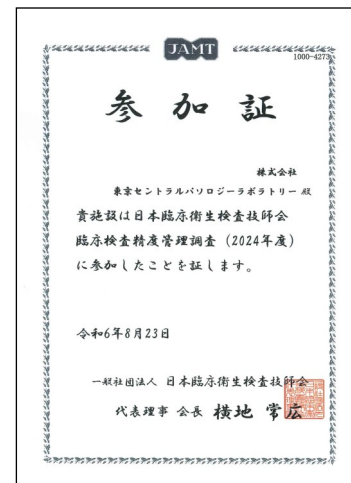 JAMT
1000-4273
参加証
株式会社
東京セントラルパソロジーラボラトリー 殿
貴施設は日本臨床衛生検査技師会
臨床検査精度管理調査（2024年度）
に参加したことを証します。
令和6年8月23日
一般社団法人 日本臨床衛生検査技師会
代表理事 会長 横地 常広